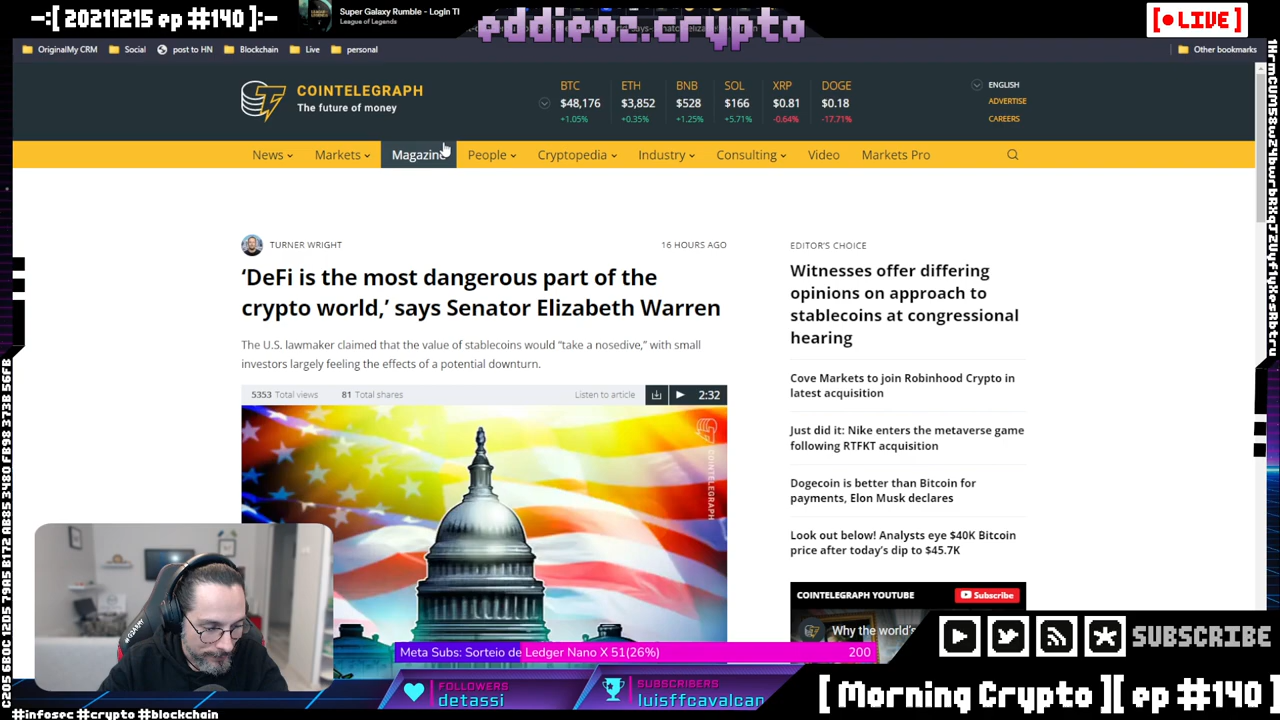 -:[ 20211215 ep #140 ]:-
Super Galaxy Rumble - LoginTl
League of Legends
eddieoz.crypto
[•LIVE]
OriginalMy CRM
Social
post to HN
Blockchain
Live
personal
Other bookmarks
COINTELEGRAPH
The future of money
BTC
$48,176
+1.05%
ETH
$3,852
+0.35%
BNB
$528
+1.25%
SOL
$166
+5.71%
XRP
$0.81
-0.64%
DOGE
$0.18
-17.71%
ENGLISH
ADVERTISE
CAREERS
News
Markets
Magazine
People
Cryptopedia
Industry
Consulting
Video
Markets Pro
TURNER WRIGHT
16 HOURS AGO
‘DeFi is the most dangerous part of the
crypto world,’ says Senator Elizabeth Warren
The U.S. lawmaker claimed that the value of stablecoins would “take a nosedive,” with small
investors largely feeling the effects of a potential downturn.
5353 Total views
81 Total shares
Listen to article
2:32
COINTELEGRAPH
EDITOR'S CHOICE
Witnesses offer differing
opinions on approach to
stablecoins at congressional
hearing
Cove Markets to join Robinhood Crypto in
latest acquisition
Just did it: Nike enters the metaverse game
following RTFKT acquisition
Dogecoin is better than Bitcoin for
payments, Elon Musk declares
Look out below! Analysts eye $40K Bitcoin
price after today's dip to $45.7K
COINTELEGRAPH YOUTUBE
Subscribe
Why the world's
Meta Subs: Sorteio de Ledger Nano X 51(26%)
200
FOLLOWERS
detassi
SUBSCRIBERS
luisffcavalcan
SUBSCRIBE
[ Morning Crypto ][ ep #140 ]
#infosec #crypto #blockchain